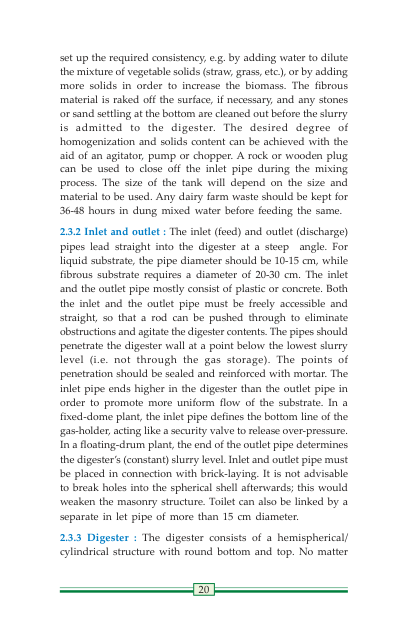 set up the required consistency, e.g. by adding water to dilute
the mixture of vegetable solids (straw, grass, etc.), or by adding
more solids in order to increase the biomass. The fibrous
material is raked off the surface, if necessary, and any stones
or sand settling at the bottom are cleaned out before the slurry
is admitted to the digester. The desired degree of
homogenization and solids content can be achieved with the
aid of an agitator, pump or chopper. A rock or wooden plug
can be used to close off the inlet pipe during the mixing
process. The size of the tank will depend on the size and
material to be used. Any dairy farm waste should be kept for
36-48 hours in dung mixed water before feeding the same.
2.3.2 Inlet and outlet : The inlet (feed) and outlet (discharge)
pipes lead straight into the digester at a steep angle. For
liquid substrate, the pipe diameter should be 10-15 cm, while
fibrous substrate requires a diameter of 20-30 cm. The inlet
and the outlet pipe mostly consist of plastic or concrete. Both
the inlet and the outlet pipe must be freely accessible and
straight, so that a rod can be pushed through to eliminate
obstructions and agitate the digester contents. The pipes should
penetrate the digester wall at a point below the lowest slurry
level (i.e. not through the gas storage). The points of
penetration should be sealed and reinforced with mortar. The
inlet pipe ends higher in the digester than the outlet pipe in
order to promote more uniform flow of the substrate. In a
fixed-dome plant, the inlet pipe defines the bottom line of the
gas-holder, acting like a security valve to release over-pressure.
In a floating-drum plant, the end of the outlet pipe determines
the digester's (constant) slurry level. Inlet and outlet pipe must
be placed in connection with brick-laying. It is not advisable
to break holes into the spherical shell afterwards; this would
weaken the masonry structure. Toilet can also be linked by a
separate in let pipe of more than 15 cm diameter.
2.3.3 Digester : The digester consists of a hemispherical/
cylindrical structure with round bottom and top. No matter
20